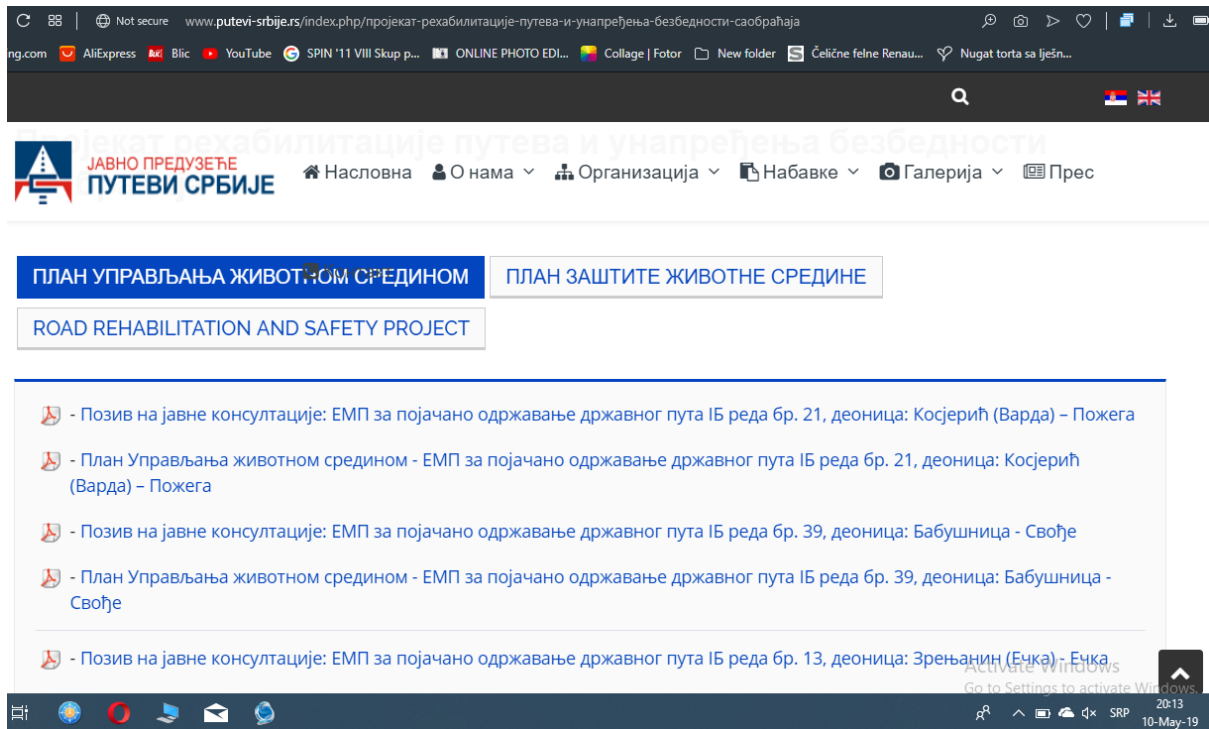 Not secure www.putevi-srbije.rs/index.php/пројекат-рехабилитације-путева-и-унапређења-безбедности-саобраћаја
ng.com AliExpress Blic YouTube SPIN '11 VIII Skup p... ONLINE PHOTO EDI... Collage | Fotor New folder Čelične felne Renau... Nugat torta sa lješn...
Пројекат рехабилитације путева и унапређења безбедности
ЈАВНО ПРЕДУЗЕЋЕ
ПУТЕВИ СРБИЈЕ
Насловна О нама Организација Набавке Галерија Прес
ПЛАН УПРАВЉАЊА ЖИВОТНОМ СРЕДИНОМ ПЛАН ЗАШТИТЕ ЖИВОТНЕ СРЕДИНЕ
ROAD REHABILITATION AND SAFETY PROJECT
- Позив на јавне консултације: ЕМП за појачано одржавање државног пута IБ реда бр. 21, деоница: Косјерић (Варда) – Пожега
- План Управљања животном средином - ЕМП за појачано одржавање државног пута IБ реда бр. 21, деоница: Косјерић
(Варда) – Пожега
- Позив на јавне консултације: ЕМП за појачано одржавање државног пута IБ реда бр. 39, деоница: Бабушница - Свође
- План Управљања животном средином - ЕМП за појачано одржавање државног пута IБ реда бр. 39, деоница: Бабушница -
Свође
- Позив на јавне консултације: ЕМП за појачано одржавање државног пута IБ реда бр. 13, деоница: Зрењанин (Ечка) - Ечка
Activate Windows
Go to Settings to activate Windows.
SRP 20:13
10-May-19